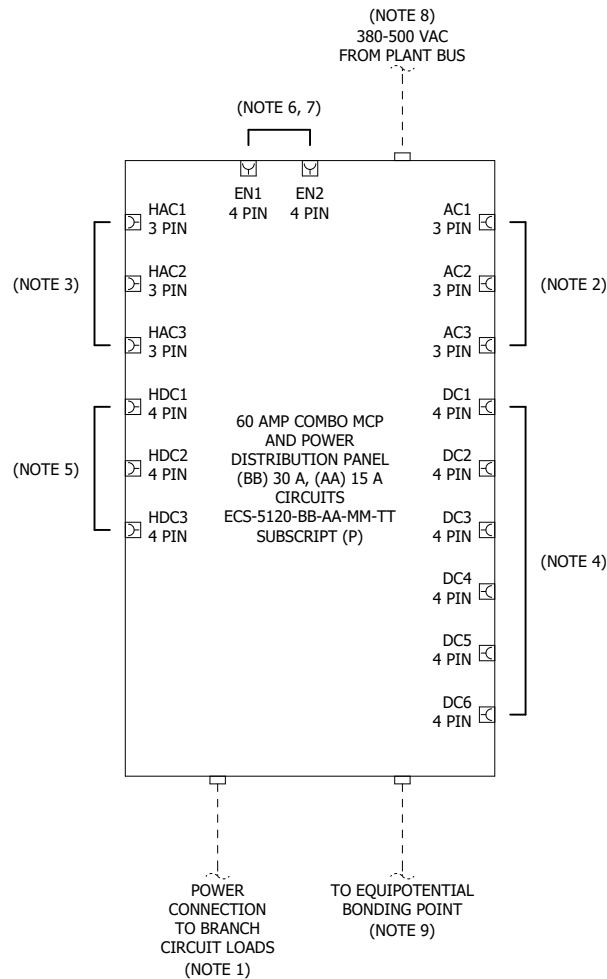 (NOTE 8)
380-500 VAC
FROM PLANT BUS
(NOTE 6, 7)
EN1
4 PIN
EN2
4 PIN
HAC1
3 PIN
HAC2
3 PIN
HAC3
3 PIN
(NOTE 3)
HDC1
4 PIN
HDC2
4 PIN
HDC3
4 PIN
(NOTE 5)
60 AMP COMBO MCP
AND POWER
DISTRIBUTION PANEL
(BB) 30 A, (AA) 15 A
CIRCUITS
ECS-5120-BB-AA-MM-TT
SUBSCRIPT (P)
AC1
3 PIN
AC2
3 PIN
AC3
3 PIN
(NOTE 2)
DC1
4 PIN
DC2
4 PIN
DC3
4 PIN
DC4
4 PIN
DC5
4 PIN
DC6
4 PIN
(NOTE 4)
POWER
CONNECTION
TO BRANCH
CIRCUIT LOADS
(NOTE 1)
TO EQUIPOTENTIAL
BONDING POINT
(NOTE 9)